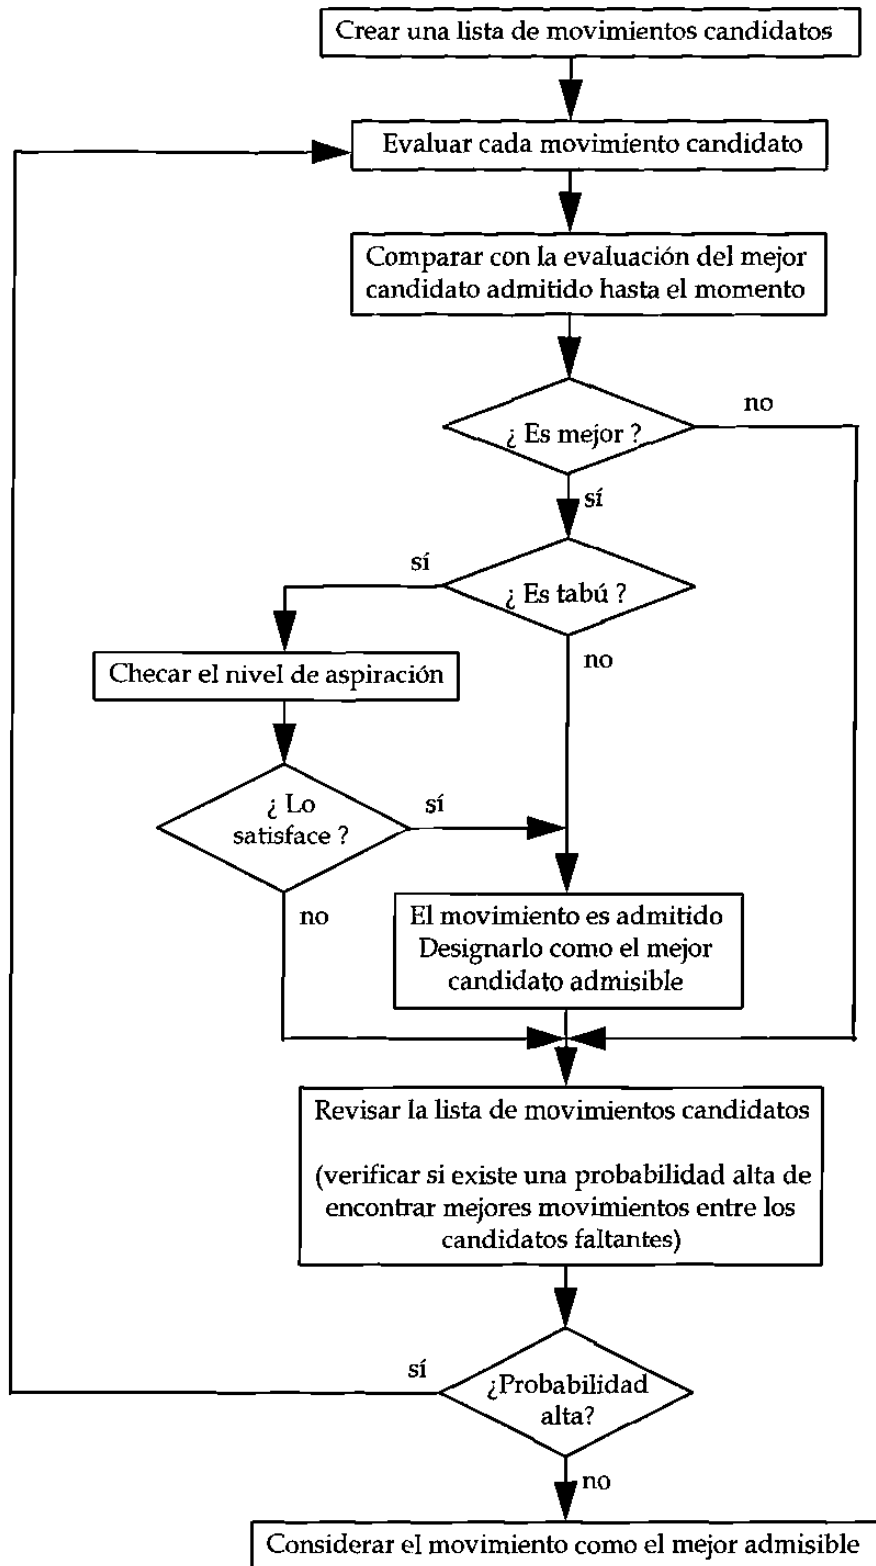 Crear una lista de movimientos candidatos
Evaluar cada movimiento candidato
Comparar con la evaluación del mejor
candidato admitido hasta el momento
¿ Es mejor ?
no
sí
¿ Es tabú ?
sí
no
Checar el nivel de aspiración
¿ Lo
satisface ?
sí
no
El movimiento es admitido
Designarlo como el mejor
candidato admisible
Revisar la lista de movimientos candidatos
(verificar si existe una probabilidad alta de
encontrar mejores movimientos entre los
candidatos faltantes)
¿Probabilidad
alta?
sí
no
Considerar el movimiento como el mejor admisible